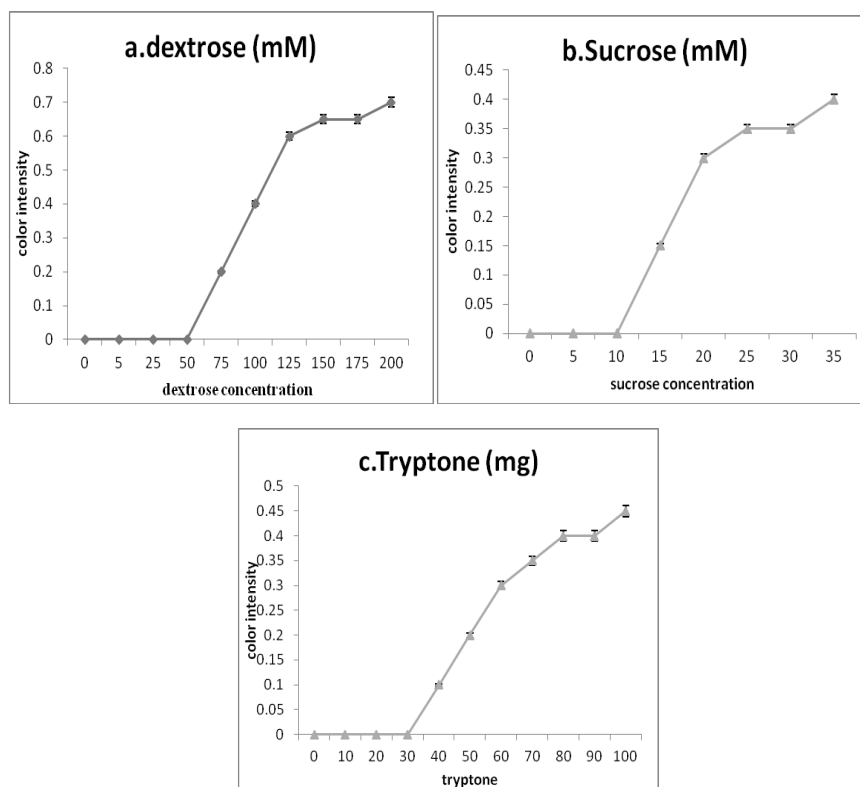 a.dextrose (mM)
0.8
0.7
0.6
0.5
0.4
0.3
0.2
0.1
0
color intensity
0 5 25 50 75 100 125 150 175 200
dextrose concentration
b.Sucrose (mM)
0.45
0.4
0.35
0.3
0.25
0.2
0.15
0.1
0.05
0
color intensity
0 5 10 15 20 25 30 35
sucrose concentration
c.Tryptone (mg)
0.5
0.45
0.4
0.35
0.3
0.25
0.2
0.15
0.1
0.05
0
color intensity
0 10 20 30 40 50 60 70 80 90 100
tryptone